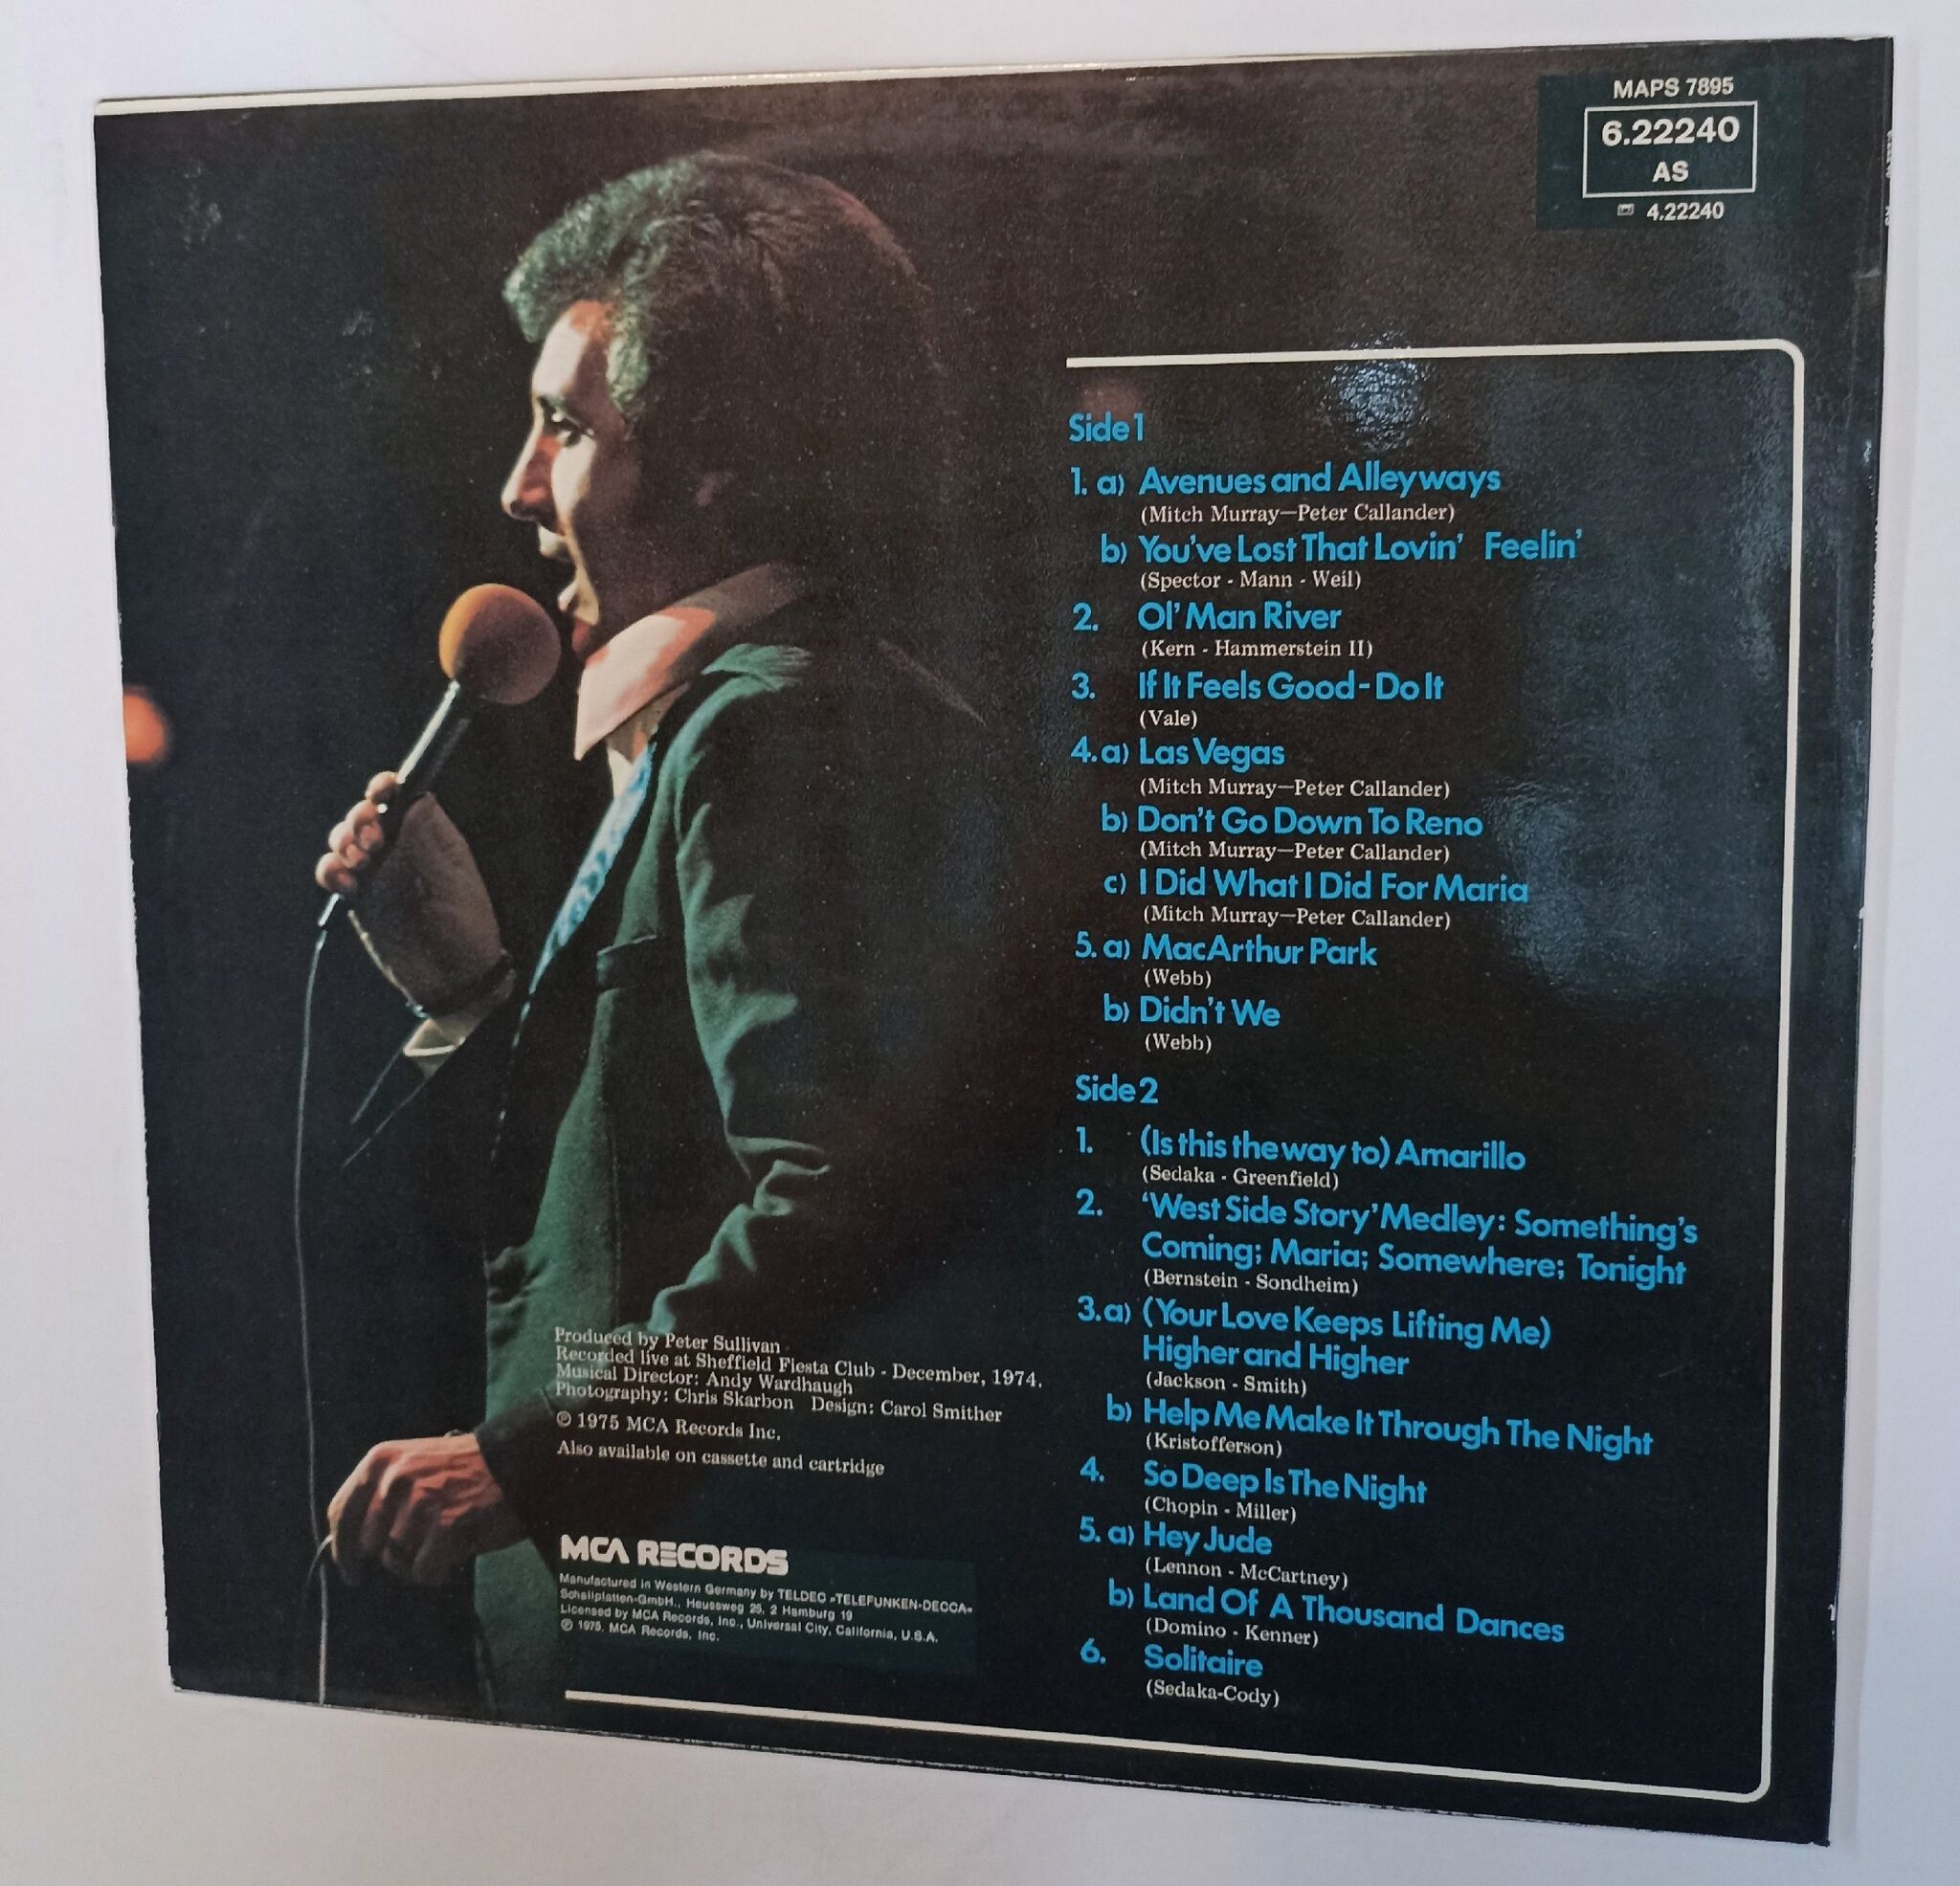 MAPS 7895
6.22240
AS
4.22240
Side 1
1. a) Avenues and Alleyways
(Mitch Murray—Peter Callander)
b) You've Lost That Lovin' Feelin'
(Spector - Mann - Weil)
2. Ol' Man River
(Kern - Hammerstein II)
3. If It Feels Good - Do It
(Vale)
4. a) Las Vegas
(Mitch Murray—Peter Callander)
b) Don't Go Down To Reno
(Mitch Murray—Peter Callander)
c) I Did What I Did For Maria
(Mitch Murray—Peter Callander)
5. a) MacArthur Park
(Webb)
b) Didn't We
(Webb)
Side 2
1. (Is this the way to) Amarillo
(Sedaka - Greenfield)
2. 'West Side Story' Medley: Something's
Coming; Maria; Somewhere; Tonight
(Bernstein - Sondheim)
3. a) (Your Love Keeps Lifting Me)
Higher and Higher
(Jackson - Smith)
b) Help Me Make It Through The Night
(Kristofferson)
4. So Deep Is The Night
(Chopin - Miller)
5. a) Hey Jude
(Lennon - McCartney)
b) Land Of A Thousand Dances
(Domino - Kenner)
6. Solitaire
(Sedaka-Cody)
Produced by Peter Sullivan
Recorded live at Sheffield Fiesta Club - December, 1974.
Musical Director: Andy Wardhaugh
Photography: Chris Skarbon Design: Carol Smither
℗ 1975 MCA Records Inc.
Also available on cassette and cartridge
MCA RECORDS
Manufactured in Western Germany by TELDEC »TELEFUNKEN-DECCA«
Schallplatten-GmbH., Heussweg 25, 2 Hamburg 19
Licensed by MCA Records, Inc., Universal City, California, U.S.A.
℗ 1975. MCA Records, Inc.